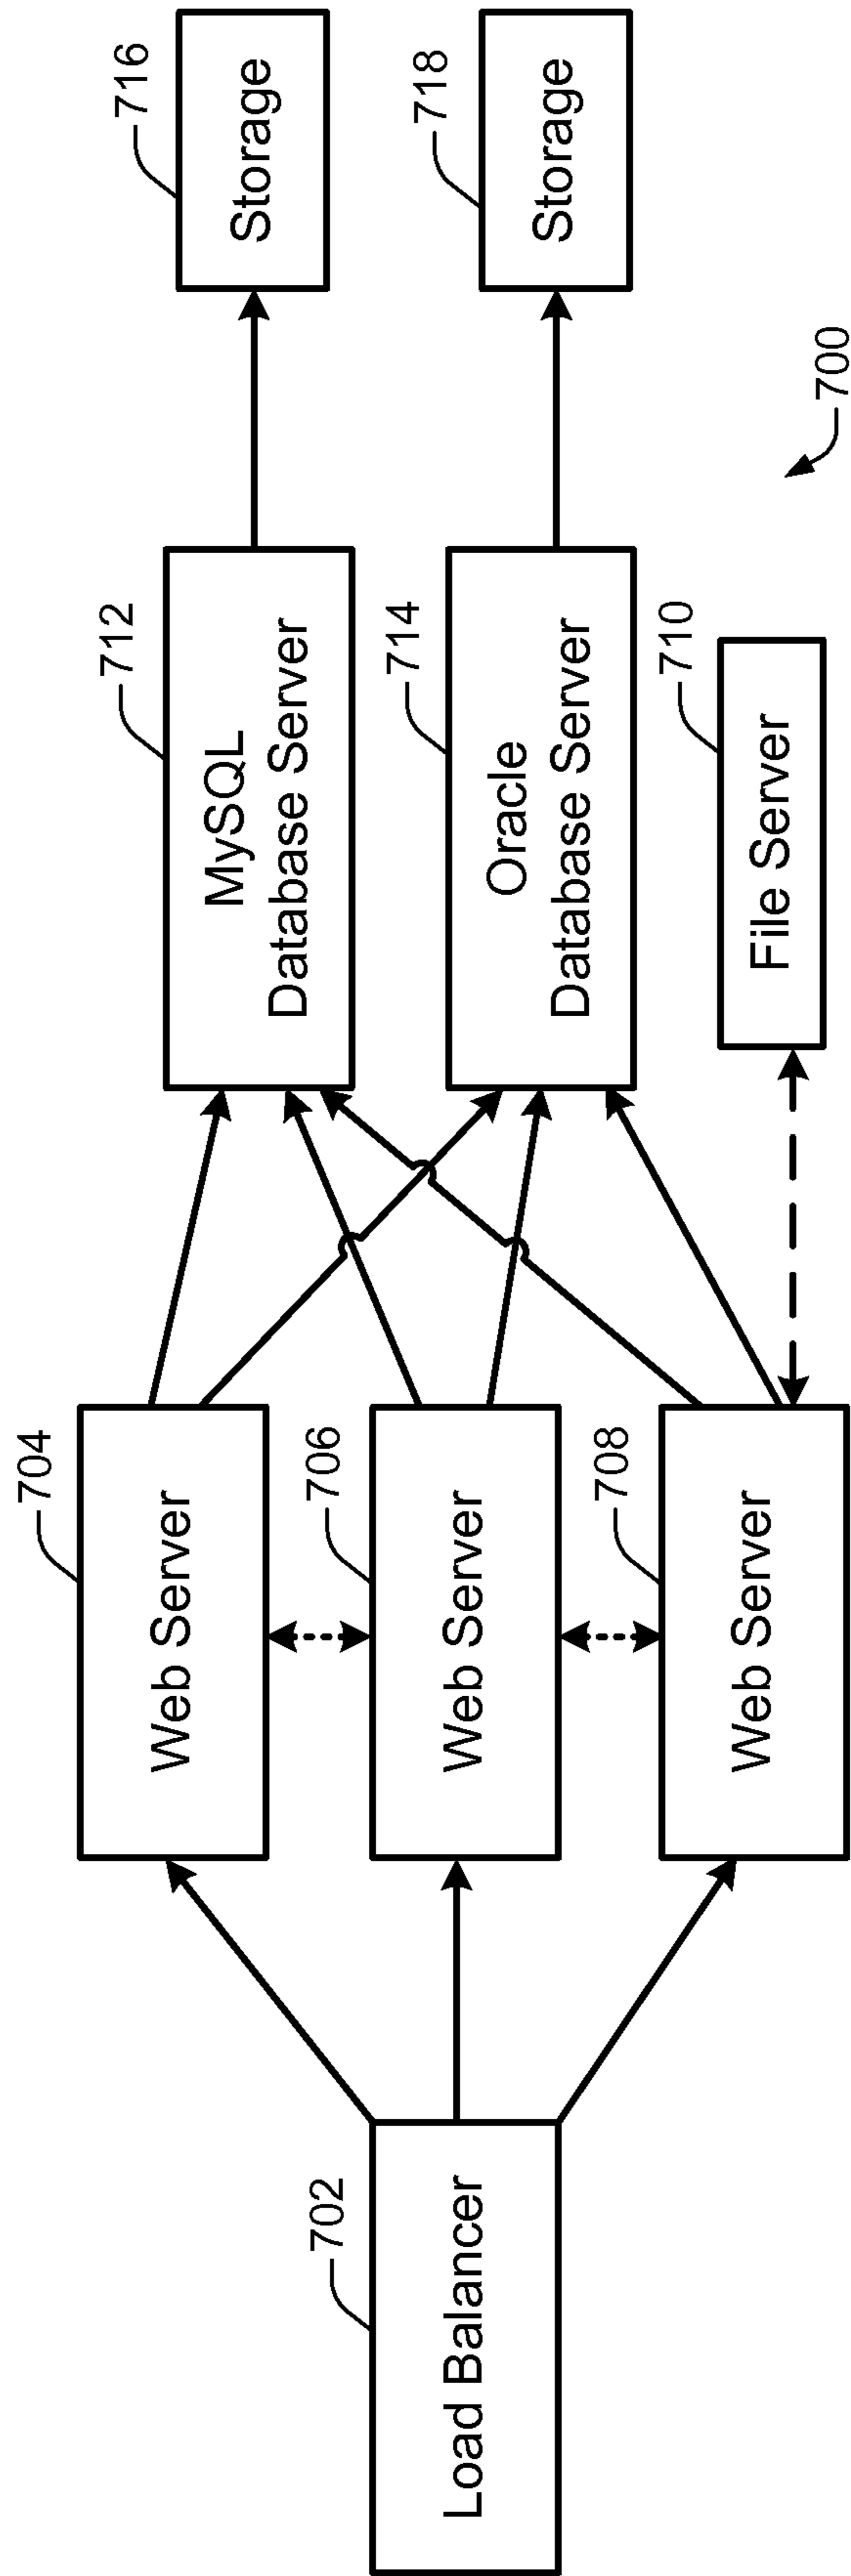 702
Load Balancer
704
Web Server
706
Web Server
708
Web Server
712
MySQL
Database Server
714
Oracle
Database Server
710
File Server
716
Storage
718
Storage
700